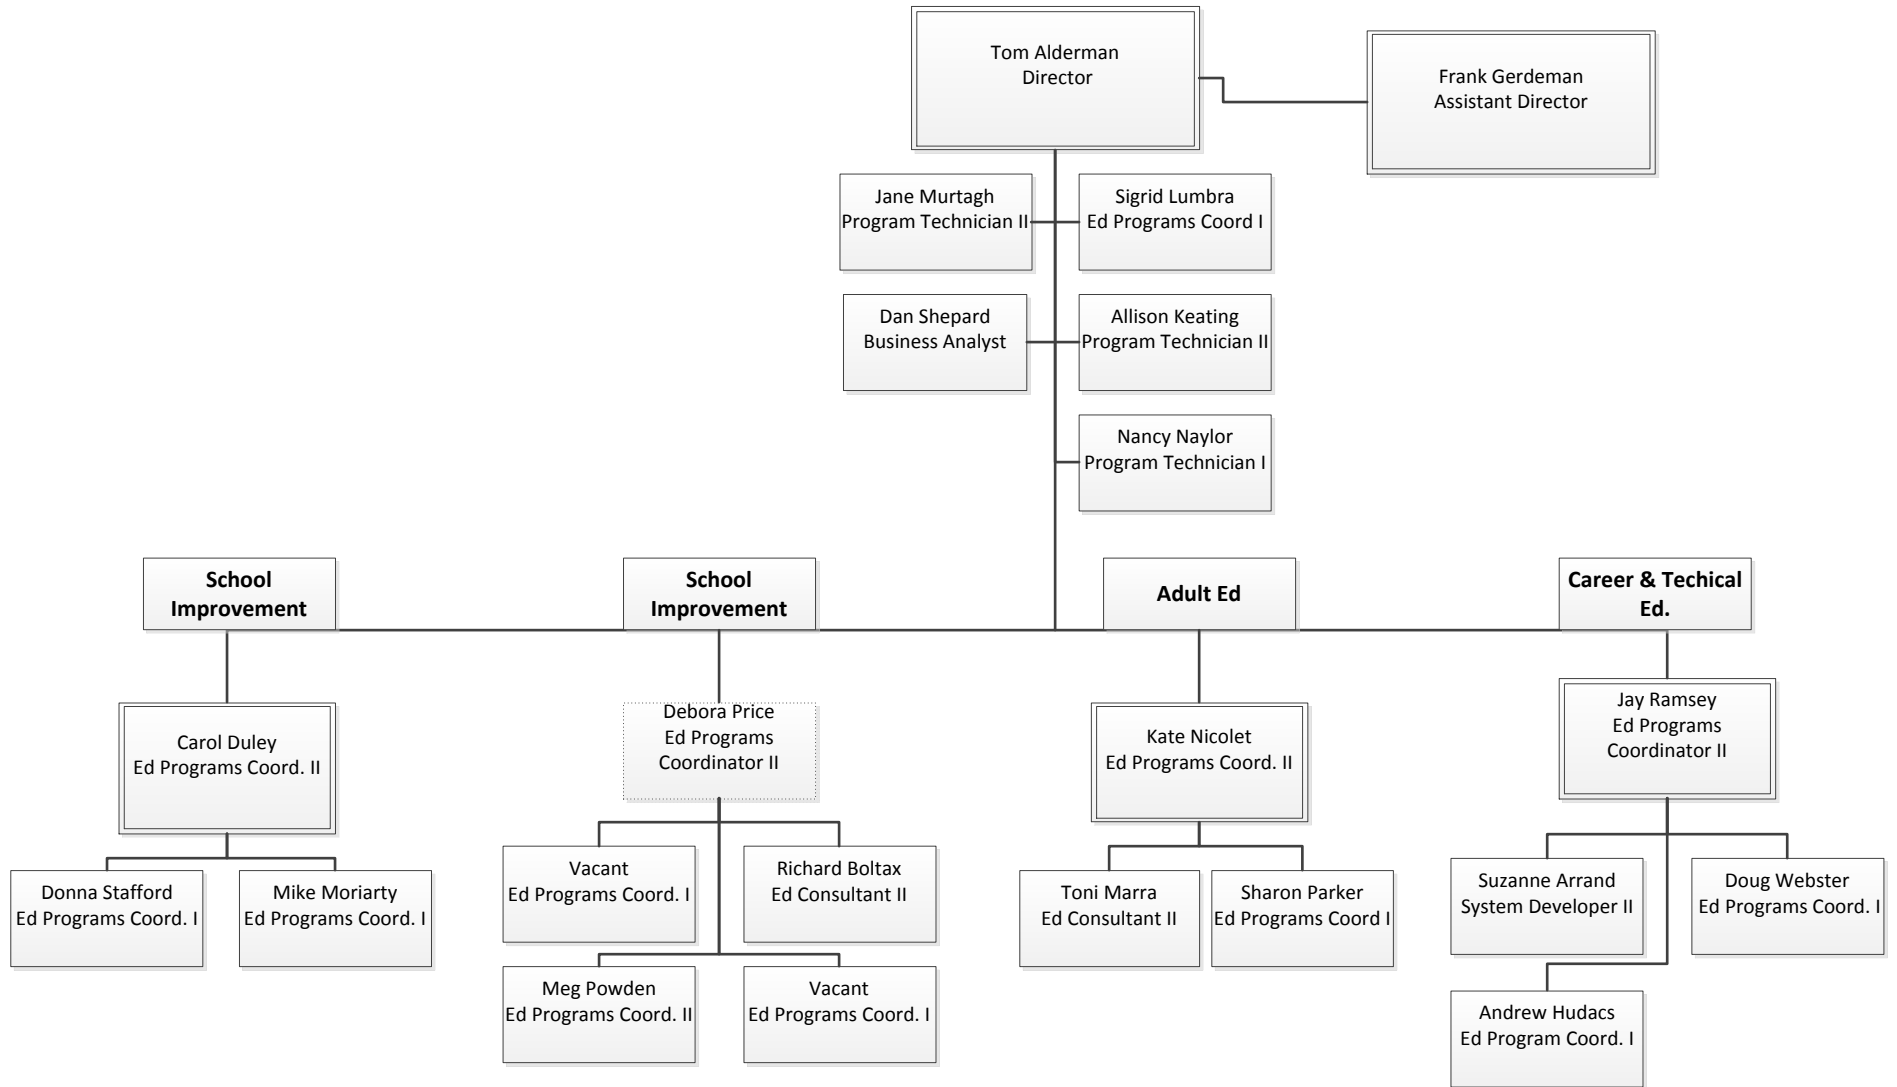 Tom Alderman
Director
Frank Gerdeman
Assistant Director
Jane Murtagh
Program Technician II
Sigrid Lumbra
Ed Programs Coord I
Dan Shepard
Business Analyst
Allison Keating
Program Technician II
Nancy Naylor
Program Technician I
School
Improvement
School
Improvement
Adult Ed
Career & Techical
Ed.
Carol Duley
Ed Programs Coord. II
Debora Price
Ed Programs
Coordinator II
Kate Nicolet
Ed Programs Coord. II
Jay Ramsey
Ed Programs
Coordinator II
Donna Stafford
Ed Programs Coord. I
Mike Moriarty
Ed Programs Coord. I
Vacant
Ed Programs Coord. I
Richard Boltax
Ed Consultant II
Meg Powden
Ed Programs Coord. II
Vacant
Ed Programs Coord. I
Toni Marra
Ed Consultant II
Sharon Parker
Ed Programs Coord I
Suzanne Arrand
System Developer II
Doug Webster
Ed Programs Coord. I
Andrew Hudacs
Ed Program Coord. I